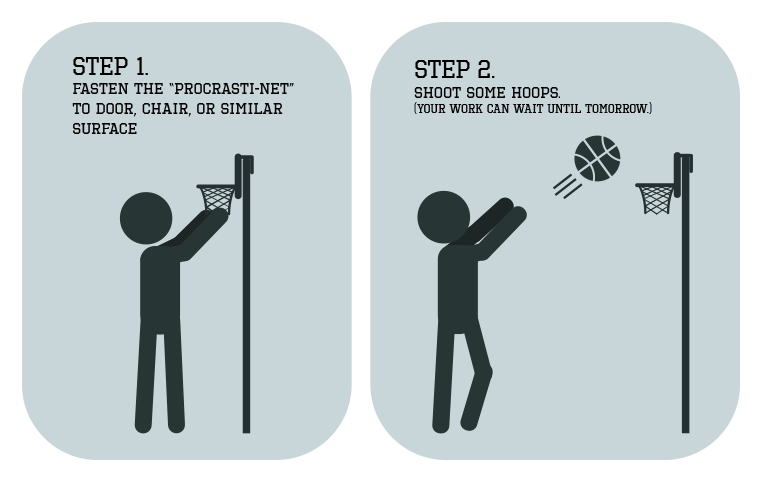 STEP 1.
FASTEN THE "PROCRASTI-NET"
TO DOOR, CHAIR, OR SIMILAR
SURFACE
STEP 2.
SHOOT SOME HOOPS.
(YOUR WORK CAN WAIT UNTIL TOMORROW.)